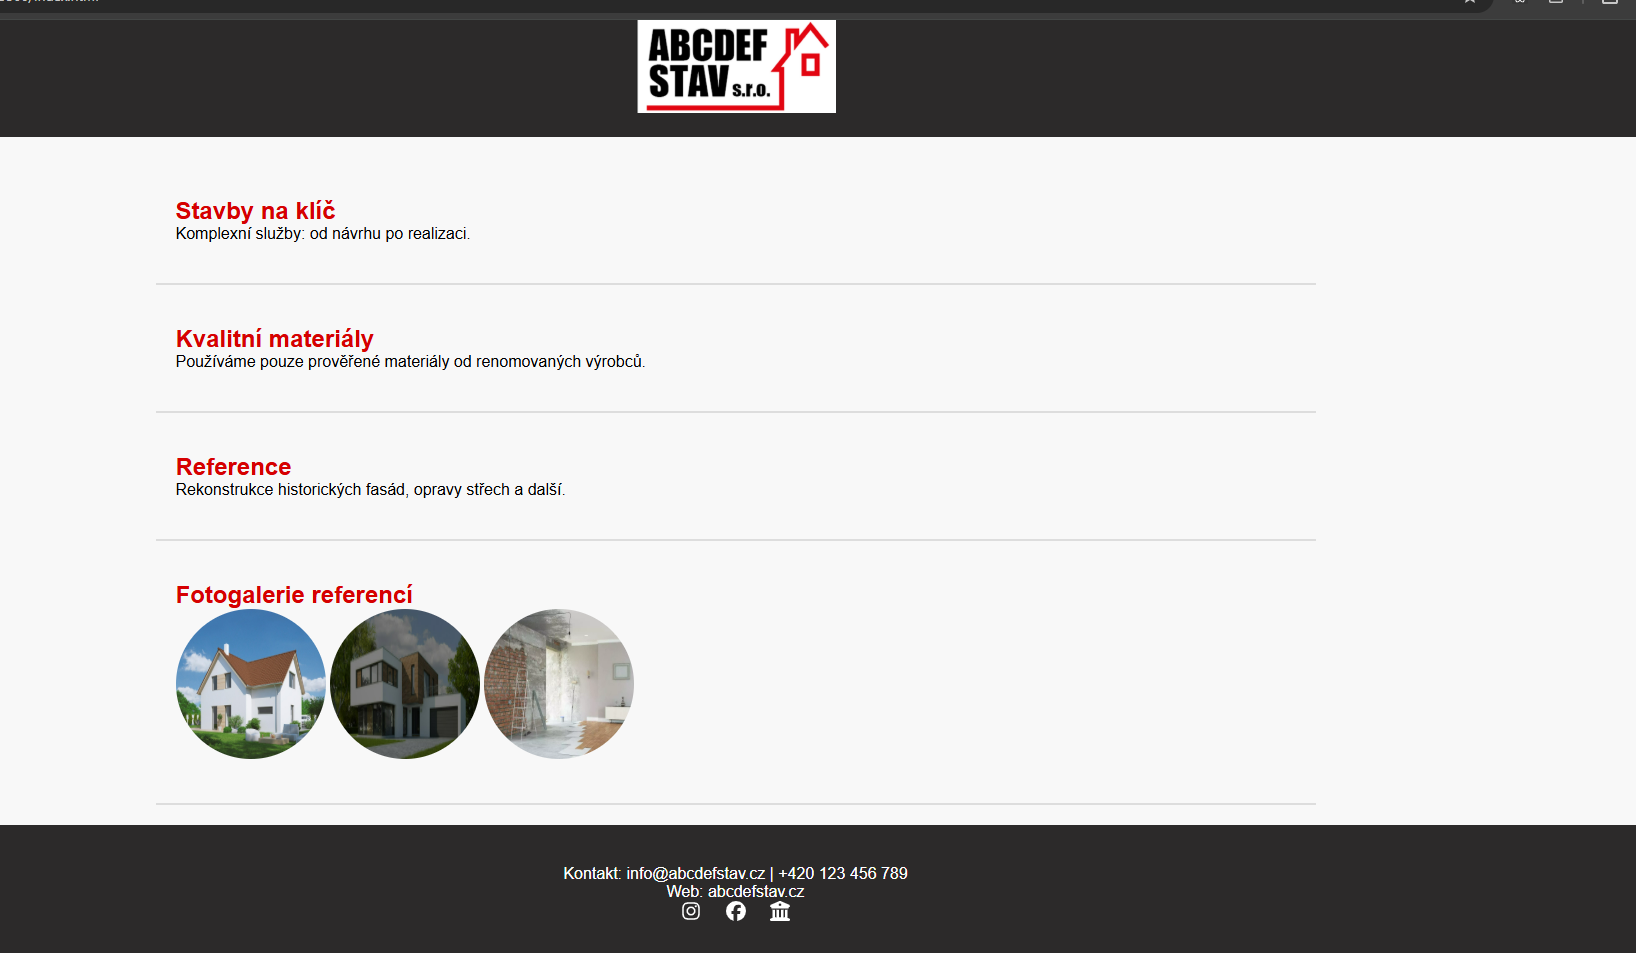 ABCDEF
STAV s.r.o.
Stavby na klíč
Komplexní služby: od návrhu po realizaci.
Kvalitní materiály
Používáme pouze prověřené materiály od renomovaných výrobců.
Reference
Rekonstrukce historických fasád, opravy střech a další.
Fotogalerie referencí
Kontakt: info@abcdefstav.cz | +420 123 456 789
Web: abcdefstav.cz